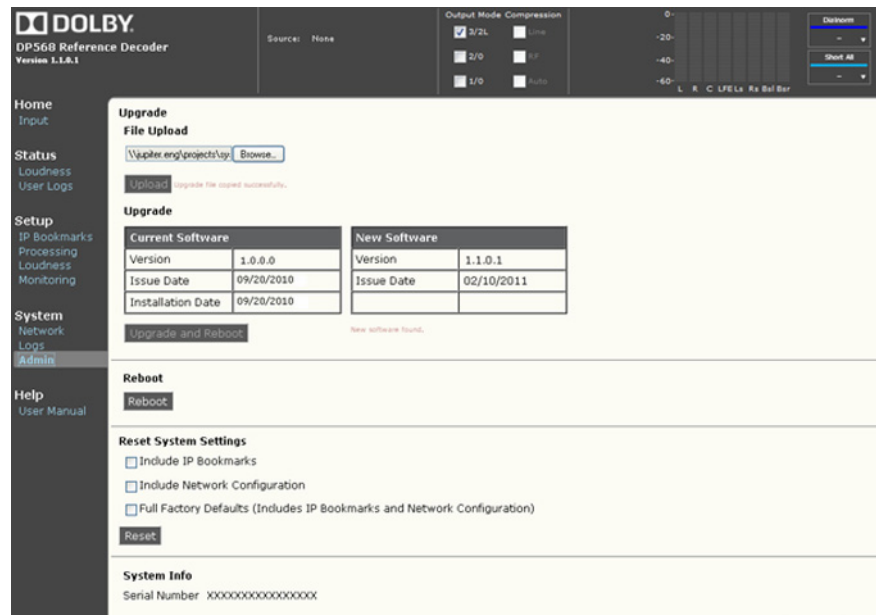 DOLBY.
DP568 Reference Decoder
Version 1.1.0.1
Source: None
Output Mode Compression
3/2L Line
2/0 RF
1/0 Auto
0-
-20-
-40-
-60-
L R C LFE Ls Rs Bsl Bsr
Dialnorm
-
Short All
-
Home
Input
Status
Loudness
User Logs
Setup
IP Bookmarks
Processing
Loudness
Monitoring
System
Network
Logs
Admin
Help
User Manual
Upgrade
File Upload
\\jupiter.eng\projects\sy Browse...
Upload Upgrade file copied successfully.
Upgrade
Current Software
Version 1.0.0.0
Issue Date 09/20/2010
Installation Date 09/20/2010
New Software
Version 1.1.0.1
Issue Date 02/10/2011
Upgrade and Reboot
New software found.
Reboot
Reboot
Reset System Settings
Include IP Bookmarks
Include Network Configuration
Full Factory Defaults (Includes IP Bookmarks and Network Configuration)
Reset
System Info
Serial Number XXXXXXXXXXXXXXXX